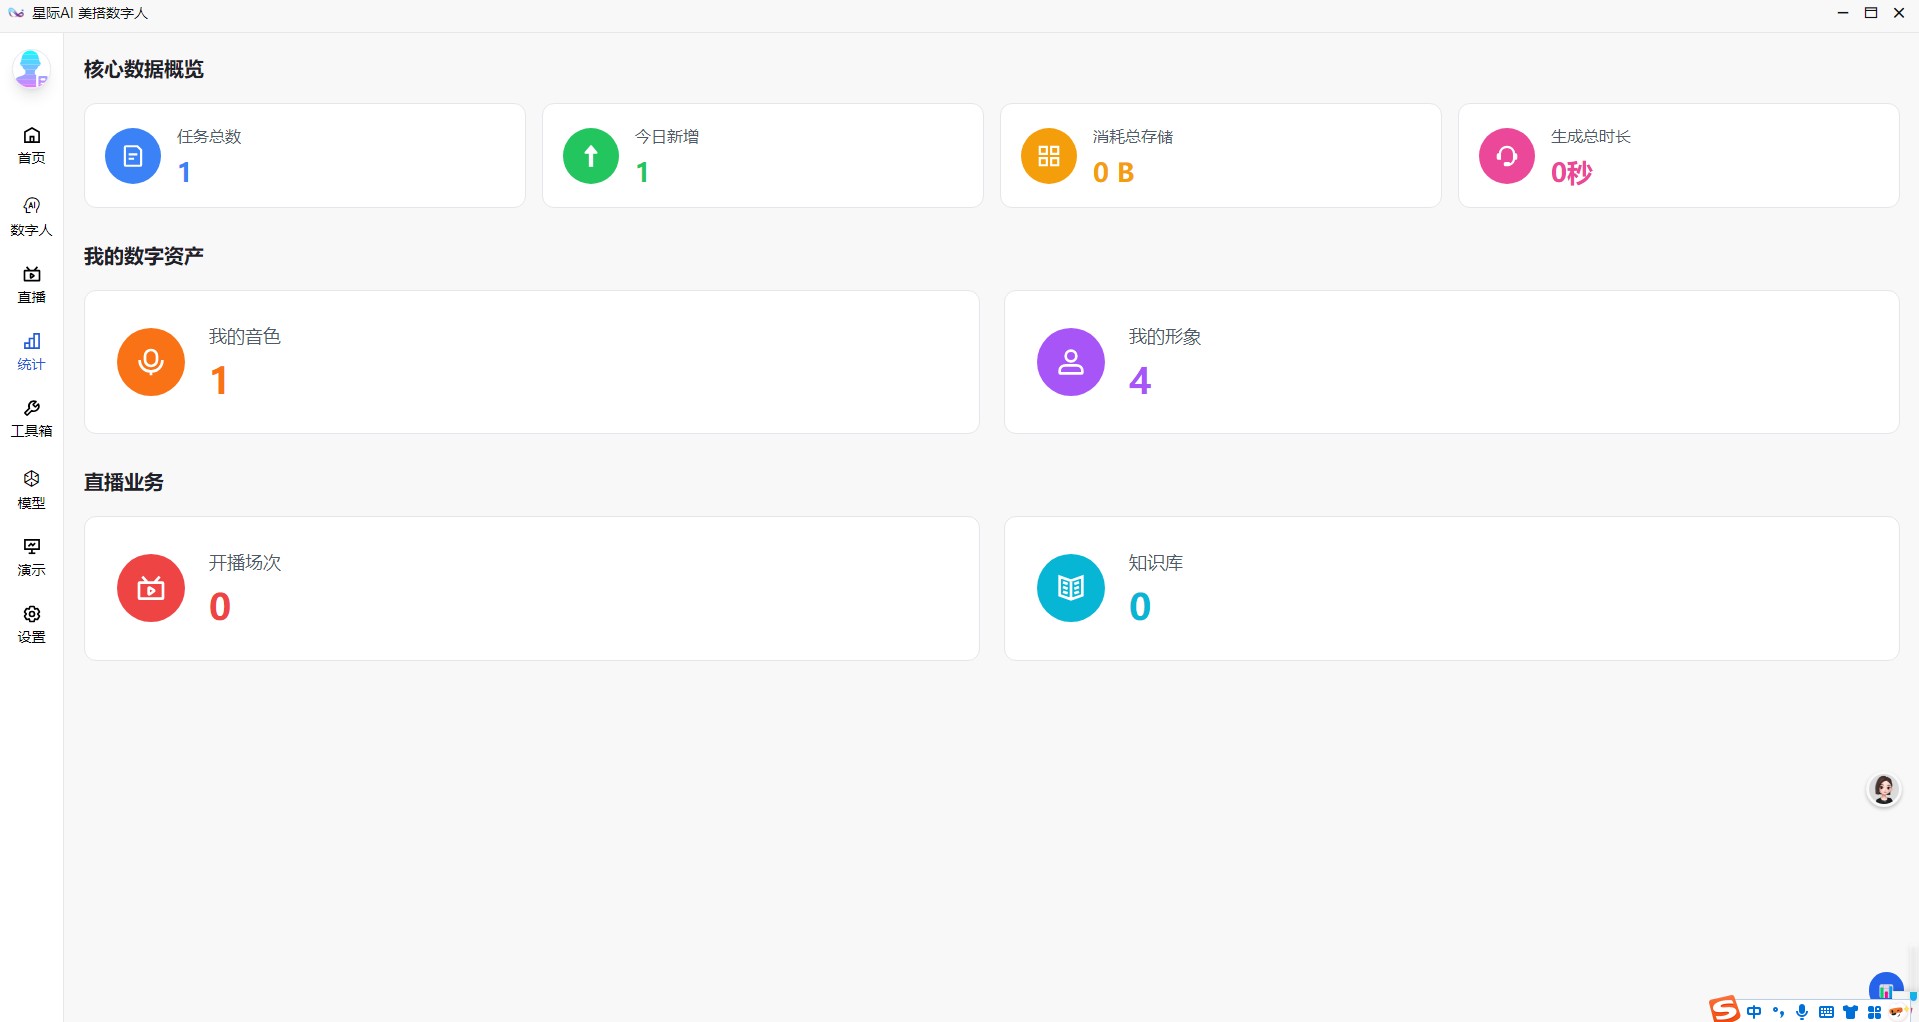 星际AI 美搭数字人
首页
数字人
直播
统计
工具箱
模型
演示
设置
核心数据概览
任务总数
1
今日新增
1
消耗总存储
0 B
生成总时长
0秒
我的数字资产
我的音色
1
我的形象
4
直播业务
开播场次
0
知识库
0
中